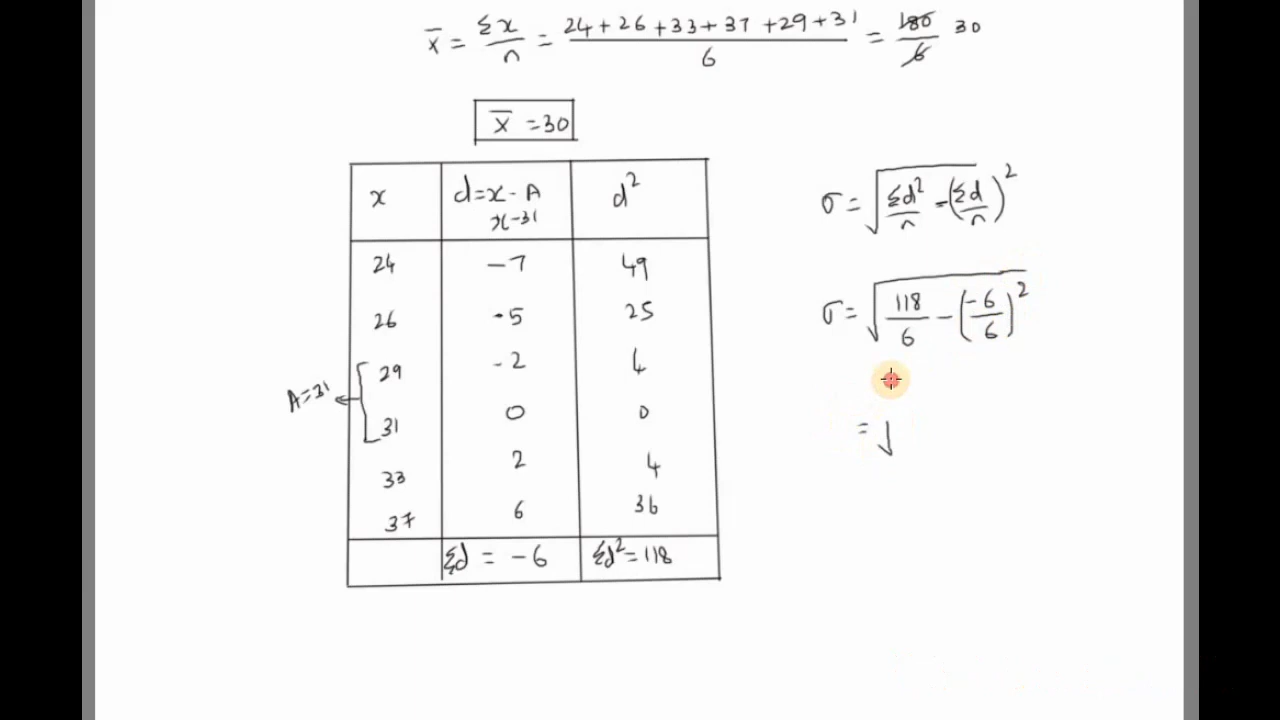 x̄ = Σx/n = (24 + 26 + 33 + 37 + 29 + 31)/6 = 180/6 30
x̄ = 30
x d = x - A d²
x - 31
24 -7 49
26 -5 25
29 -2 4
A = 31
31 0 0
33 2 4
37 6 36
Σd = -6 Σd² = 118
σ = √(Σd²/n - (Σd/n)²)
σ = √(118/6 - (-6/6)²)
= √